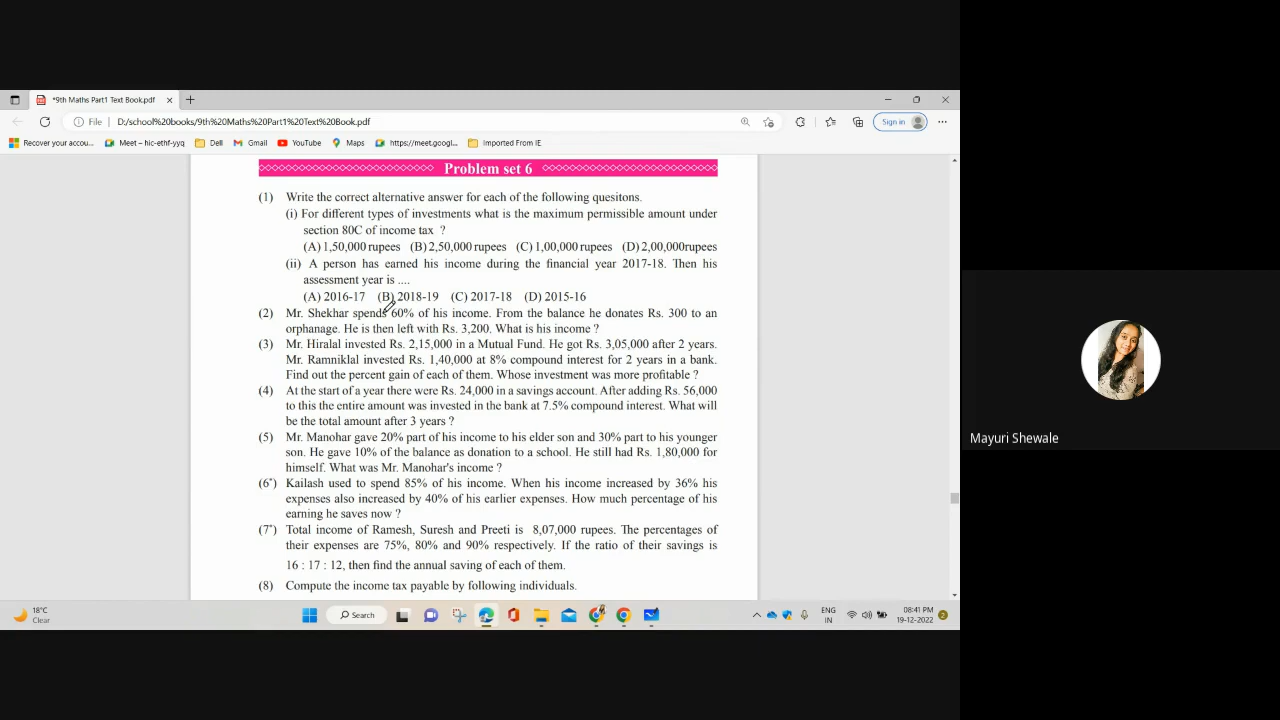 *9th Maths Part1 Text Book.pdf
File
D:/school%20books/9th%20Maths%20Part1%20Text%20Book.pdf
Sign in
Recover your accou...
Meet – hic-ethf-yyq
Dell
Gmail
YouTube
Maps
https://meet.googl...
Imported From IE
Problem set 6
(1) Write the correct alternative answer for each of the following quesitons.
(i) For different types of investments what is the maximum permissible amount under
section 80C of income tax ?
(A) 1,50,000 rupees (B) 2,50,000 rupees (C) 1,00,000 rupees (D) 2,00,000rupees
(ii) A person has earned his income during the financial year 2017-18. Then his
assessment year is ....
(A) 2016-17 (B) 2018-19 (C) 2017-18 (D) 2015-16
(2) Mr. Shekhar spends 60% of his income. From the balance he donates Rs. 300 to an
orphanage. He is then left with Rs. 3,200. What is his income ?
(3) Mr. Hiralal invested Rs. 2,15,000 in a Mutual Fund. He got Rs. 3,05,000 after 2 years.
Mr. Ramniklal invested Rs. 1,40,000 at 8% compound interest for 2 years in a bank.
Find out the percent gain of each of them. Whose investment was more profitable ?
(4) At the start of a year there were Rs. 24,000 in a savings account. After adding Rs. 56,000
to this the entire amount was invested in the bank at 7.5% compound interest. What will
be the total amount after 3 years ?
(5) Mr. Manohar gave 20% part of his income to his elder son and 30% part to his younger
son. He gave 10% of the balance as donation to a school. He still had Rs. 1,80,000 for
himself. What was Mr. Manohar's income ?
(6*) Kailash used to spend 85% of his income. When his income increased by 36% his
expenses also increased by 40% of his earlier expenses. How much percentage of his
earning he saves now ?
(7*) Total income of Ramesh, Suresh and Preeti is 8,07,000 rupees. The percentages of
their expenses are 75%, 80% and 90% respectively. If the ratio of their savings is
16 : 17 : 12, then find the annual saving of each of them.
(8) Compute the income tax payable by following individuals.
Mayuri Shewale
18°C
Clear
Search
ENG
IN
08:41 PM
19-12-2022
2